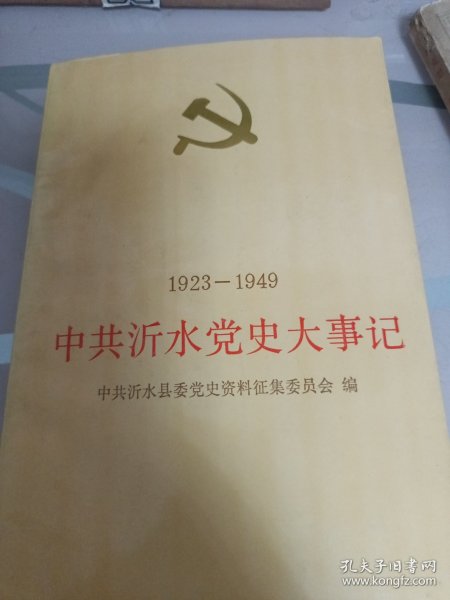 1923－1949
中共沂水党史大事记
中共沂水县委党史资料征集委员会 编
孔夫子旧书网
www.kongfz.com